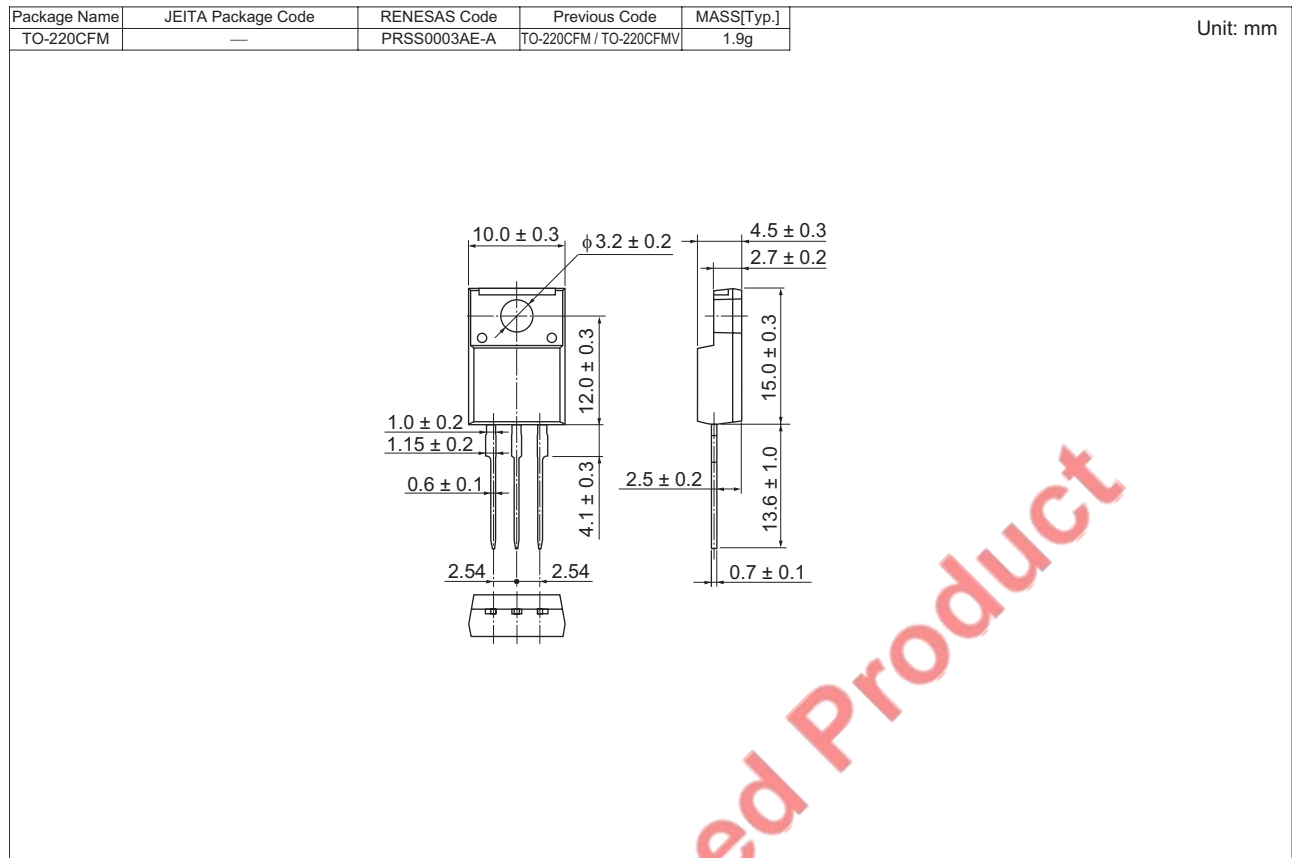 Package Name JEITA Package Code RENESAS Code Previous Code MASS[Typ.]
TO-220CFM — PRSS0003AE-A TO-220CFM / TO-220CFMV 1.9g
Unit: mm
10.0 ± 0.3
ϕ 3.2 ± 0.2
4.5 ± 0.3
2.7 ± 0.2
12.0 ± 0.3
15.0 ± 0.3
1.0 ± 0.2
1.15 ± 0.2
0.6 ± 0.1
4.1 ± 0.3
2.5 ± 0.2
13.6 ± 1.0
2.54
2.54
0.7 ± 0.1
ed Product